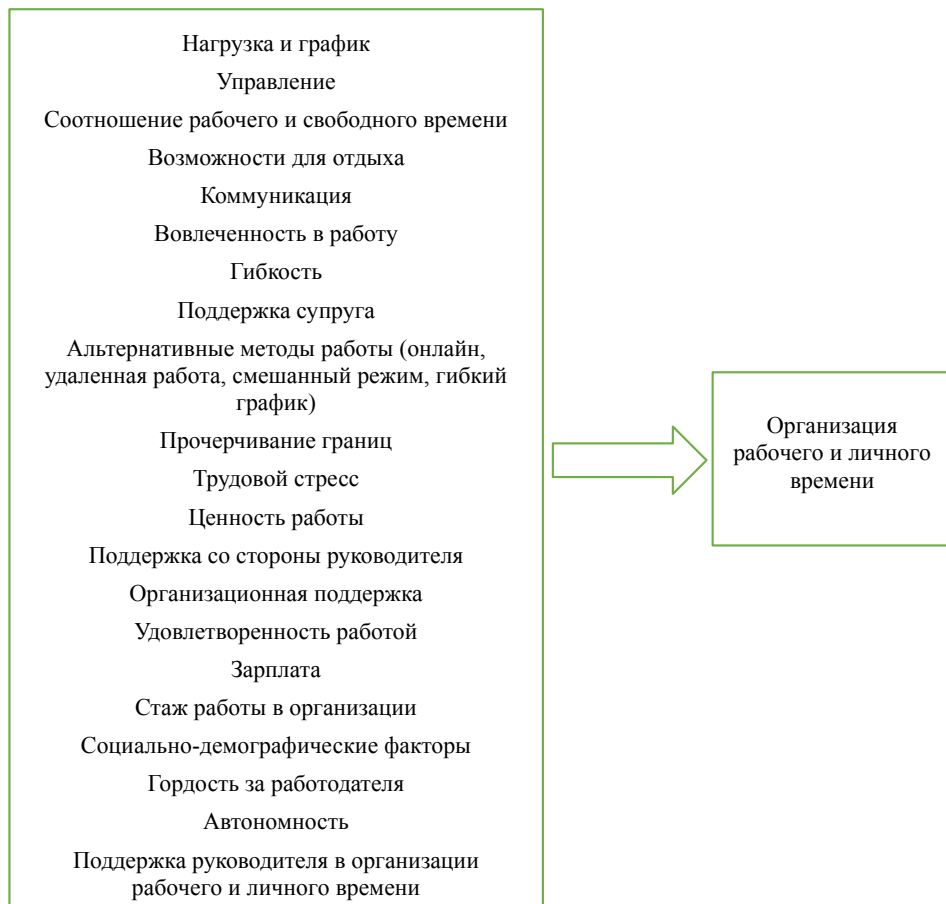 Нагрузка и график
Управление
Соотношение рабочего и свободного времени
Возможности для отдыха
Коммуникация
Вовлеченность в работу
Гибкость
Поддержка супруга
Альтернативные методы работы (онлайн,
удаленная работа, смешанный режим, гибкий
график)
Прочерчивание границ
Трудовой стресс
Ценность работы
Поддержка со стороны руководителя
Организационная поддержка
Удовлетворенность работой
Зарплата
Стаж работы в организации
Социально-демографические факторы
Гордость за работодателя
Автономность
Поддержка руководителя в организации
рабочего и личного времени
Организация
рабочего и личного
времени